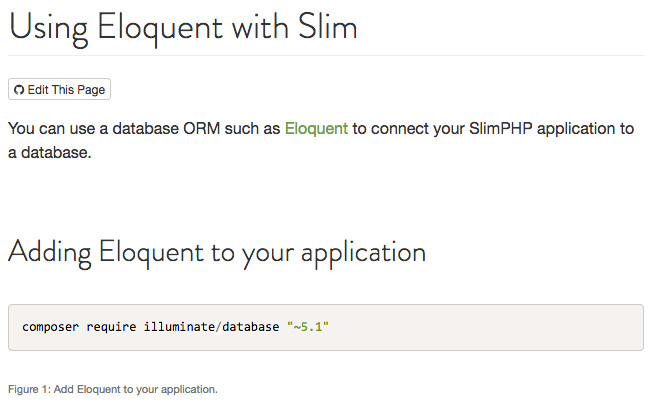 Using Eloquent with Slim
Edit This Page
You can use a database ORM such as Eloquent to connect your SlimPHP application to
a database.
Adding Eloquent to your application
composer require illuminate/database "~5.1"
Figure 1: Add Eloquent to your application.